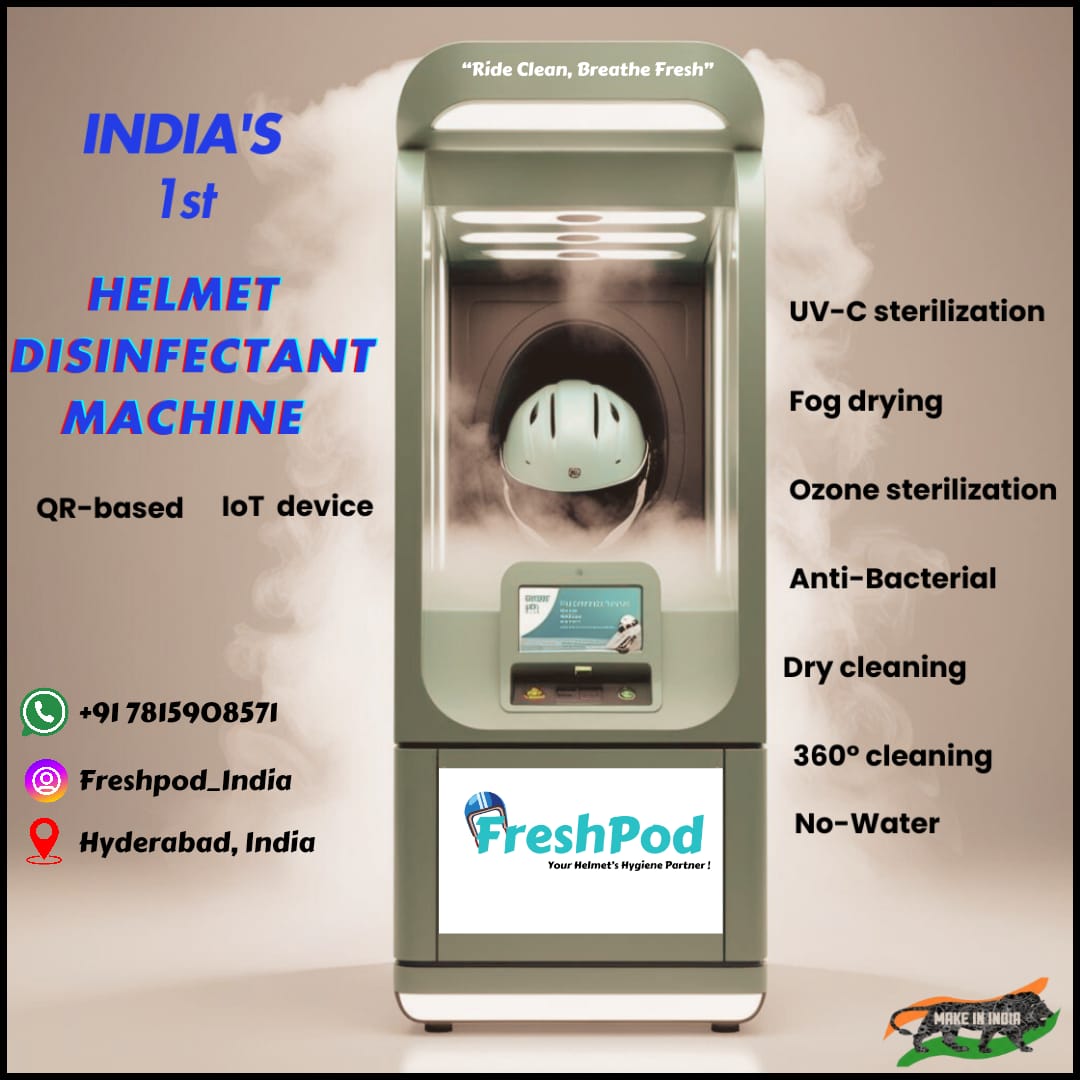 “Ride Clean, Breathe Fresh”
INDIA'S
1st
HELMET
DISINFECTANT
MACHINE
QR-based IoT device
UV-C sterilization
Fog drying
Ozone sterilization
Anti-Bacterial
Dry cleaning
360° cleaning
No-Water
+91 7815908571
Freshpod_India
Hyderabad, India
FreshPod
Your Helmet's Hygiene Partner !
MAKE IN INDIA